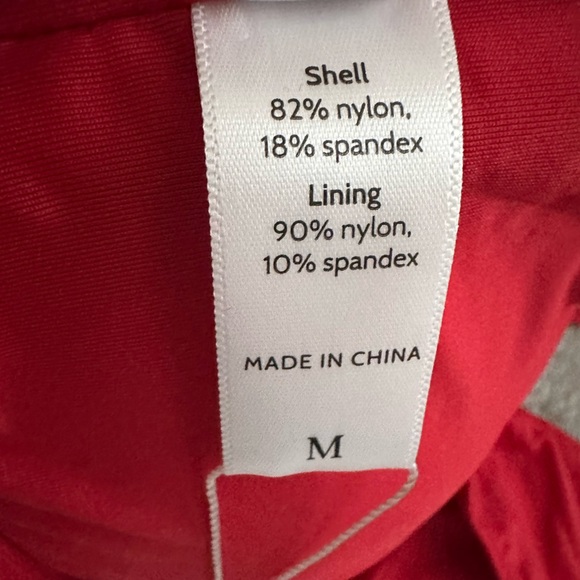 Shell
82% nylon,
18% spandex
Lining
90% nylon,
10% spandex
MADE IN CHINA
M